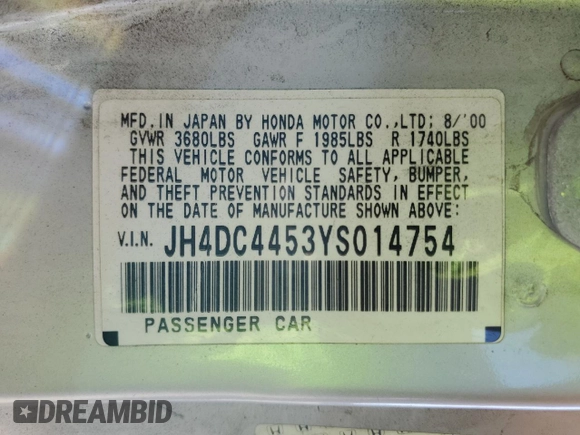 MFD. IN JAPAN BY HONDA MOTOR CO.,LTD; 8/'00
GVWR 3680LBS GAWR F 1985LBS R 1740LBS
THIS VEHICLE CONFORMS TO ALL APPLICABLE
FEDERAL MOTOR VEHICLE SAFETY, BUMPER,
AND THEFT PREVENTION STANDARDS IN EFFECT
ON THE DATE OF MANUFACTURE SHOWN ABOVE:
V.I.N. JH4DC4453YS014754
PASSENGER CAR
DREAMBID